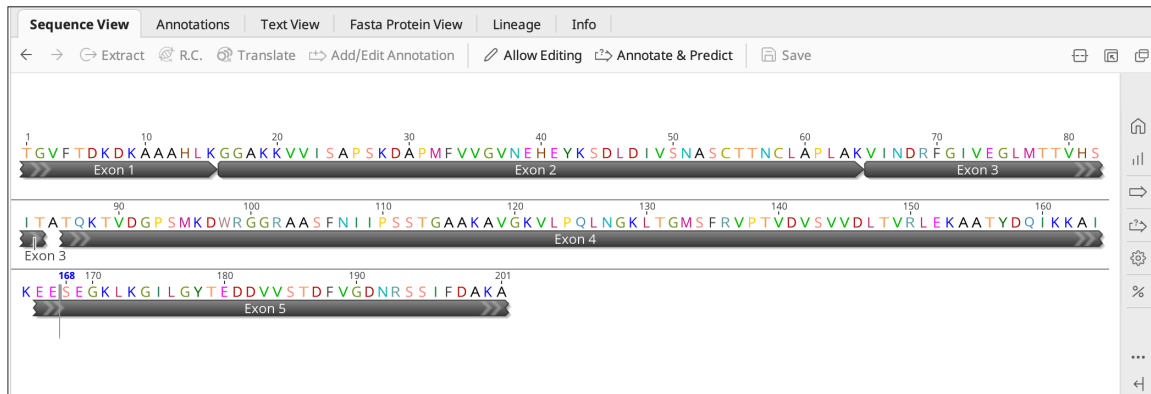 Sequence View Annotations Text View Fasta Protein View Lineage Info
Extract R.C. Translate Add/Edit Annotation Allow Editing Annotate & Predict Save
1 10 20 30 40 50 60 70 80
TGVFTDKDKAAAHLKGGAKKVVISAPSKDAPMFVVGVNEHEYKSDLDIVSNASCTTNCLAPLAKVINDRFGIVEGLMTTVHS
Exon 1 Exon 2 Exon 3
90 100 110 120 130 140 150 160
ITATQKTVDGPSMKDWRGGRAASFNIIPSSTGAAKAVGKVLPQLNGKLTGMSFRVPTVDVSVVDLTVRLEKAATYDQIKKAI
Exon 4
Exon 3
168 170 180 190 201
KEESEGKLKGILGYTEDDVVSTDFVGDNRSSIFDAKA
Exon 5